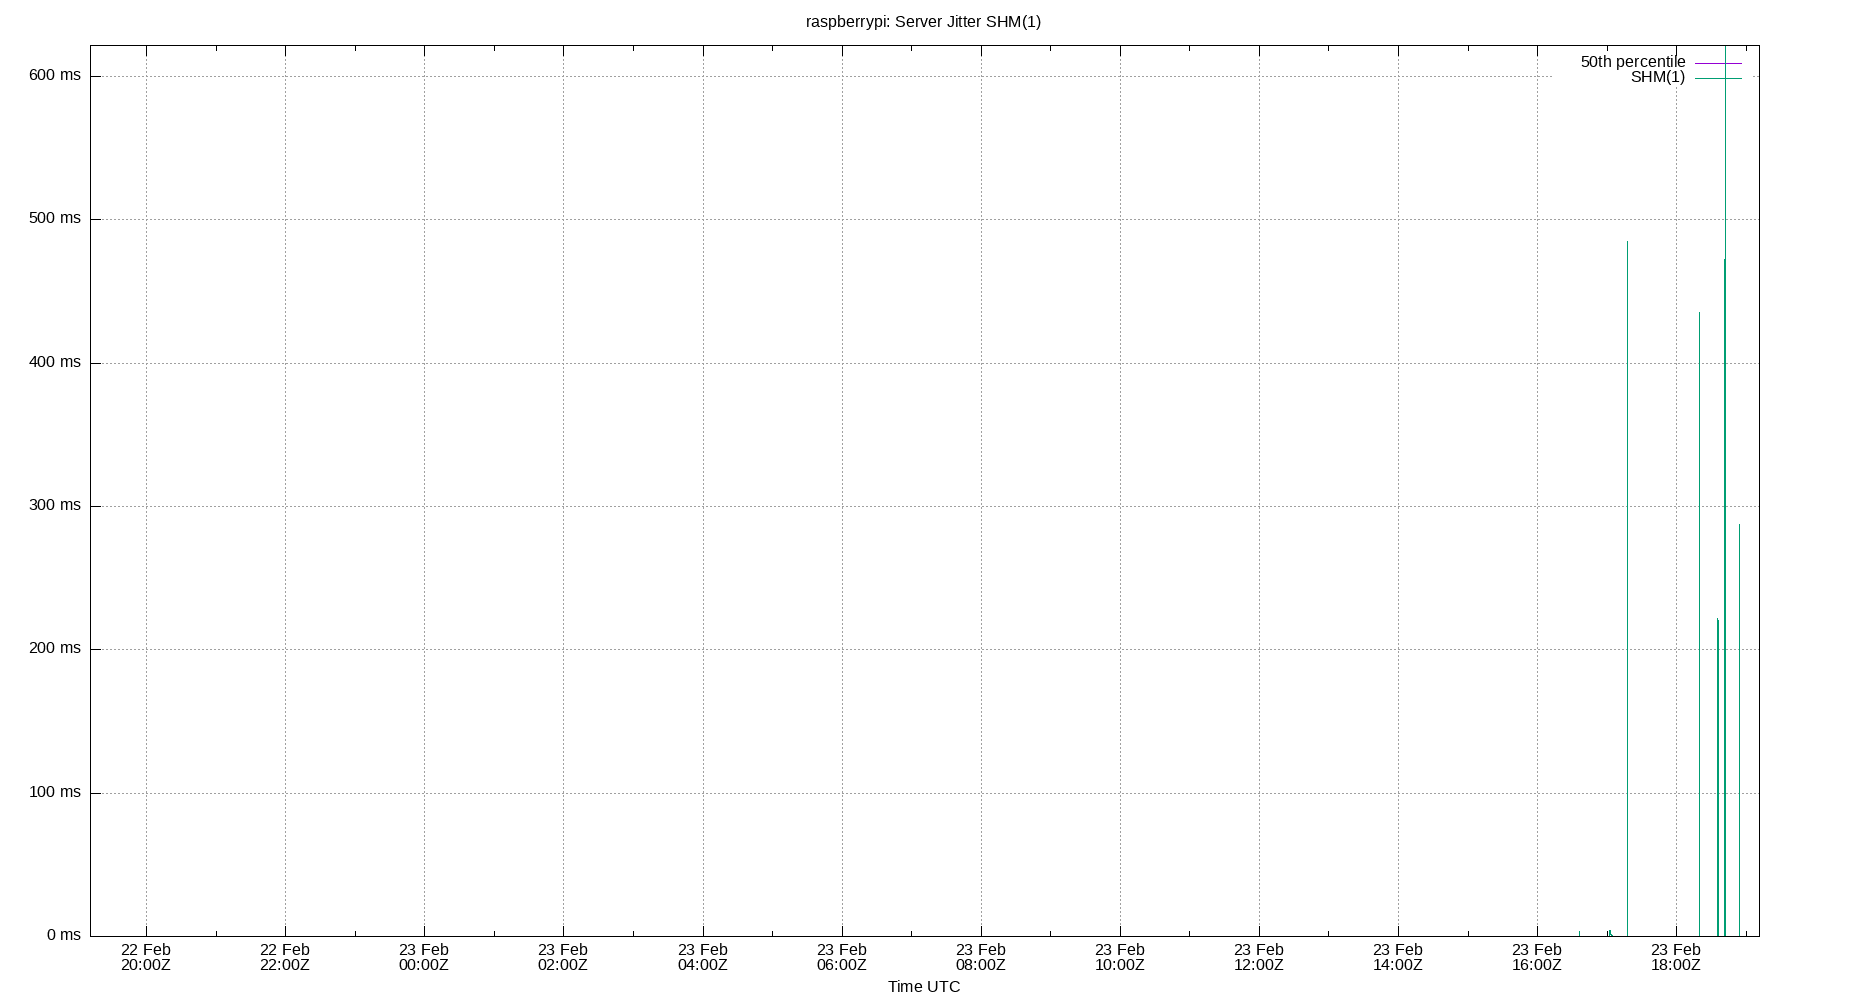 raspberrypi: Server Jitter SHM(1)
50th percentile
SHM(1)
600 ms
500 ms
400 ms
300 ms
200 ms
100 ms
0 ms
22 Feb 22 Feb 23 Feb 23 Feb 23 Feb 23 Feb 23 Feb 23 Feb 23 Feb 23 Feb 23 Feb 23 Feb
20:00Z 22:00Z 00:00Z 02:00Z 04:00Z 06:00Z 08:00Z 10:00Z 12:00Z 14:00Z 16:00Z 18:00Z
Time UTC